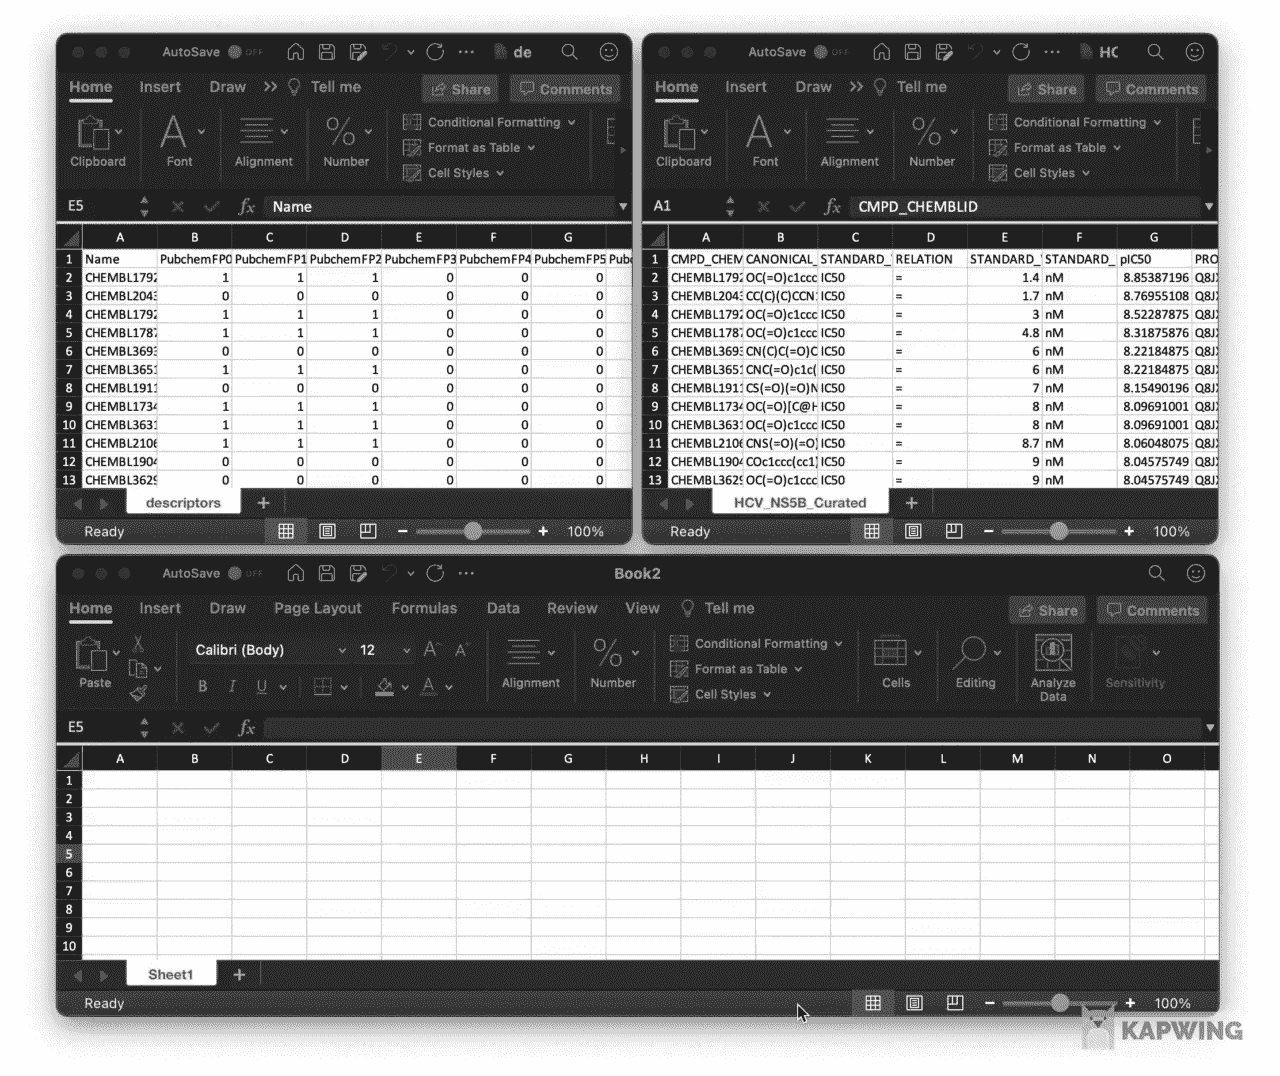 AutoSave OFF de
Home Insert Draw >> Tell me Share Comments
Clipboard Font Alignment % Number Conditional Formatting
Format as Table
Cell Styles
E5 fx Name
A B C D E F G
1 Name PubchemFP0 PubchemFP1 PubchemFP2 PubchemFP3 PubchemFP4 PubchemFP5 Pubc
2 CHEMBL1792 1 1 1 0 0 0
3 CHEMBL2043 0 0 0 0 0 0
4 CHEMBL1792 1 1 1 0 0 0
5 CHEMBL1787 1 1 1 0 0 0
6 CHEMBL3693 0 0 0 0 0 0
7 CHEMBL3651 1 1 1 0 0 0
8 CHEMBL1911 0 0 0 0 0 0
9 CHEMBL1734 1 1 1 0 0 0
10 CHEMBL3631 1 1 1 0 0 0
11 CHEMBL2106 1 1 1 0 0 0
12 CHEMBL1904 0 0 0 0 0 0
13 CHEMBL3629 0 0 0 0 0 0
descriptors +
Ready − + 100%
AutoSave OFF HC
Home Insert Draw >> Tell me Share Comments
Clipboard Font Alignment % Number Conditional Formatting
Format as Table
Cell Styles
A1 fx CMPD_CHEMBLID
A B C D E F G
1 CMPD_CHEM CANONICAL_ STANDARD_ RELATION STANDARD_ STANDARD_ pIC50 PRO
2 CHEMBL1792 OC(=O)c1ccc IC50 = 1.4 nM 8.85387196 Q8J
3 CHEMBL2043 CC(C)(C)CCN IC50 = 1.7 nM 8.76955108 Q8J
4 CHEMBL1792 OC(=O)c1ccc IC50 = 3 nM 8.52287875 Q8J
5 CHEMBL1787 OC(=O)c1ccc IC50 = 4.8 nM 8.31875876 Q8J
6 CHEMBL3693 CN(C)C(=O)C IC50 = 6 nM 8.22184875 Q8J
7 CHEMBL3651 CNC(=O)c1c( IC50 = 6 nM 8.22184875 Q8J
8 CHEMBL1911 CS(=O)(=O)N IC50 = 7 nM 8.15490196 Q8J
9 CHEMBL1734 OC(=O)[C@H IC50 = 8 nM 8.09691001 Q8J
10 CHEMBL3631 OC(=O)c1ccc IC50 = 8 nM 8.09691001 Q8J
11 CHEMBL2106 CNS(=O)(=O) IC50 = 8.7 nM 8.06048075 Q8J
12 CHEMBL1904 COc1ccc(cc1) IC50 = 9 nM 8.04575749 Q8J
13 CHEMBL3629 OC(=O)c1ccc IC50 = 9 nM 8.04575749 Q8J
HCV_NS5B_Curated +
Ready − + 100%
AutoSave OFF Book2
Home Insert Draw Page Layout Formulas Data Review View Tell me Share Comments
Paste Calibri (Body) 12 A A Alignment % Number Conditional Formatting Cells Editing Analyze Data Sensitivity
B I U A Format as Table
Cell Styles
E5 fx
A B C D E F G H I J K L M N O
1
2
3
4
5
6
7
8
9
10
Sheet1 +
Ready − + 100%
KAPWING